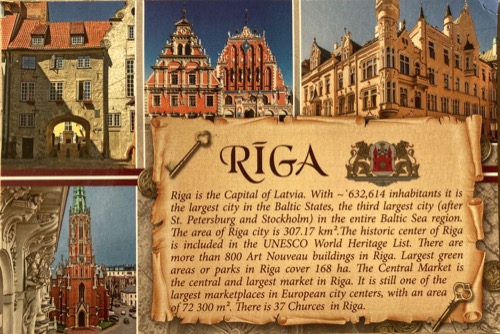 RĪGA
Riga is the Capital of Latvia. With ~ ʻ632,614 inhabitants it is
the largest city in the Baltic States, the third largest city (after
St. Petersburg and Stockholm) in the entire Baltic Sea region.
The area of Riga city is 307.17 km².The historic center of Riga
is included in the UNESCO World Heritage List. There are
more than 800 Art Nouveau buildings in Riga. Largest green
areas or parks in Riga cover 168 ha. The Central Market is
the central and largest market in Riga. It is still one of the
largest marketplaces in European city centers, with an area
of 72 300 m². There is 37 Churces in Riga.